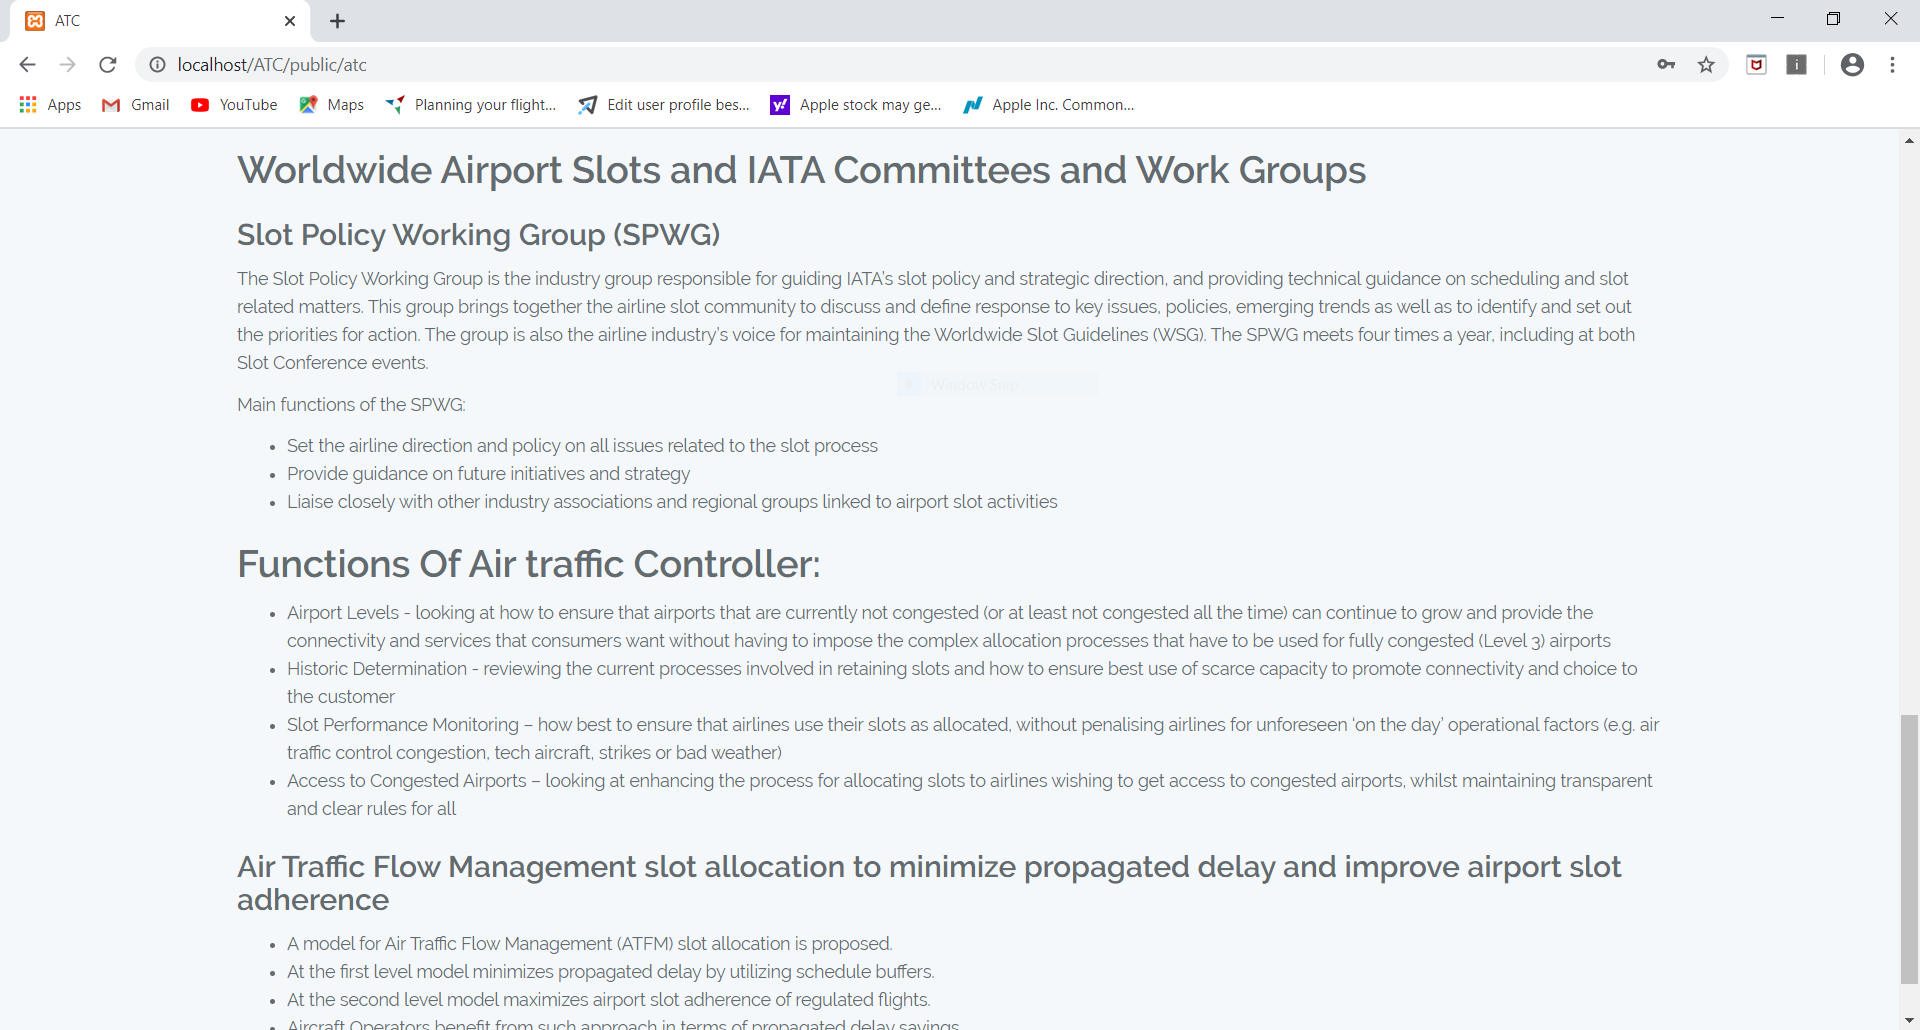 ATC
localhost/ATC/public/atc
Apps Gmail YouTube Maps Planning your flight... Edit user profile bes... Apple stock may ge... Apple Inc. Common...
Worldwide Airport Slots and IATA Committees and Work Groups
Slot Policy Working Group (SPWG)
The Slot Policy Working Group is the industry group responsible for guiding IATA's slot policy and strategic direction, and providing technical guidance on scheduling and slot
related matters. This group brings together the airline slot community to discuss and define response to key issues, policies, emerging trends as well as to identify and set out
the priorities for action. The group is also the airline industry's voice for maintaining the Worldwide Slot Guidelines (WSG). The SPWG meets four times a year, including at both
Slot Conference events.
Window Snip
Main functions of the SPWG:
• Set the airline direction and policy on all issues related to the slot process
• Provide guidance on future initiatives and strategy
• Liaise closely with other industry associations and regional groups linked to airport slot activities
Functions Of Air traffic Controller:
• Airport Levels - looking at how to ensure that airports that are currently not congested (or at least not congested all the time) can continue to grow and provide the
connectivity and services that consumers want without having to impose the complex allocation processes that have to be used for fully congested (Level 3) airports
• Historic Determination - reviewing the current processes involved in retaining slots and how to ensure best use of scarce capacity to promote connectivity and choice to
the customer
• Slot Performance Monitoring – how best to ensure that airlines use their slots as allocated, without penalising airlines for unforeseen ‘on the day’ operational factors (e.g. air
traffic control congestion, tech aircraft, strikes or bad weather)
• Access to Congested Airports – looking at enhancing the process for allocating slots to airlines wishing to get access to congested airports, whilst maintaining transparent
and clear rules for all
Air Traffic Flow Management slot allocation to minimize propagated delay and improve airport slot
adherence
• A model for Air Traffic Flow Management (ATFM) slot allocation is proposed.
• At the first level model minimizes propagated delay by utilizing schedule buffers.
• At the second level model maximizes airport slot adherence of regulated flights.
• Aircraft Operators benefit from such approach in terms of propagated delay savings